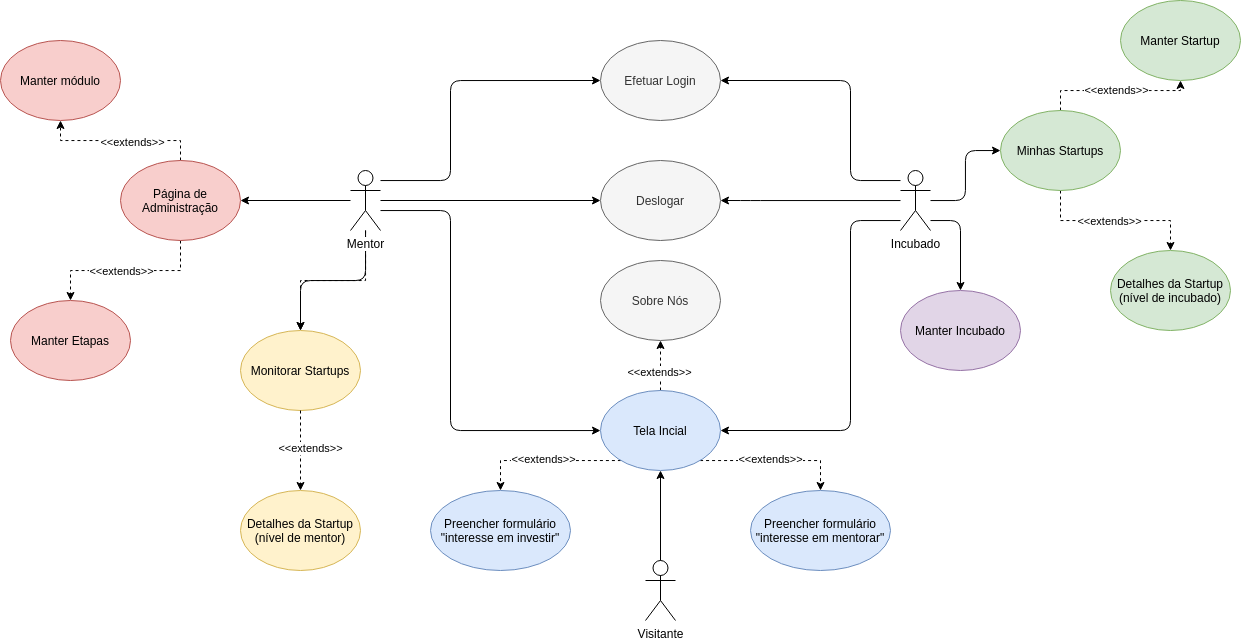 Manter Startup
Manter módulo
Efetuar Login
<<extends>>
<<extends>>
Minhas Startups
Página de
Administração
Deslogar
<<extends>>
Mentor
Incubado
<<extends>>
Sobre Nós
Detalhes da Startup
(nível de incubado)
Manter Incubado
Manter Etapas
Monitorar Startups
<<extends>>
Tela Incial
<<extends>>
<<extends>>
<<extends>>
Detalhes da Startup
(nível de mentor)
Preencher formulário
"interesse em investir"
Preencher formulário
"interesse em mentorar"
Visitante